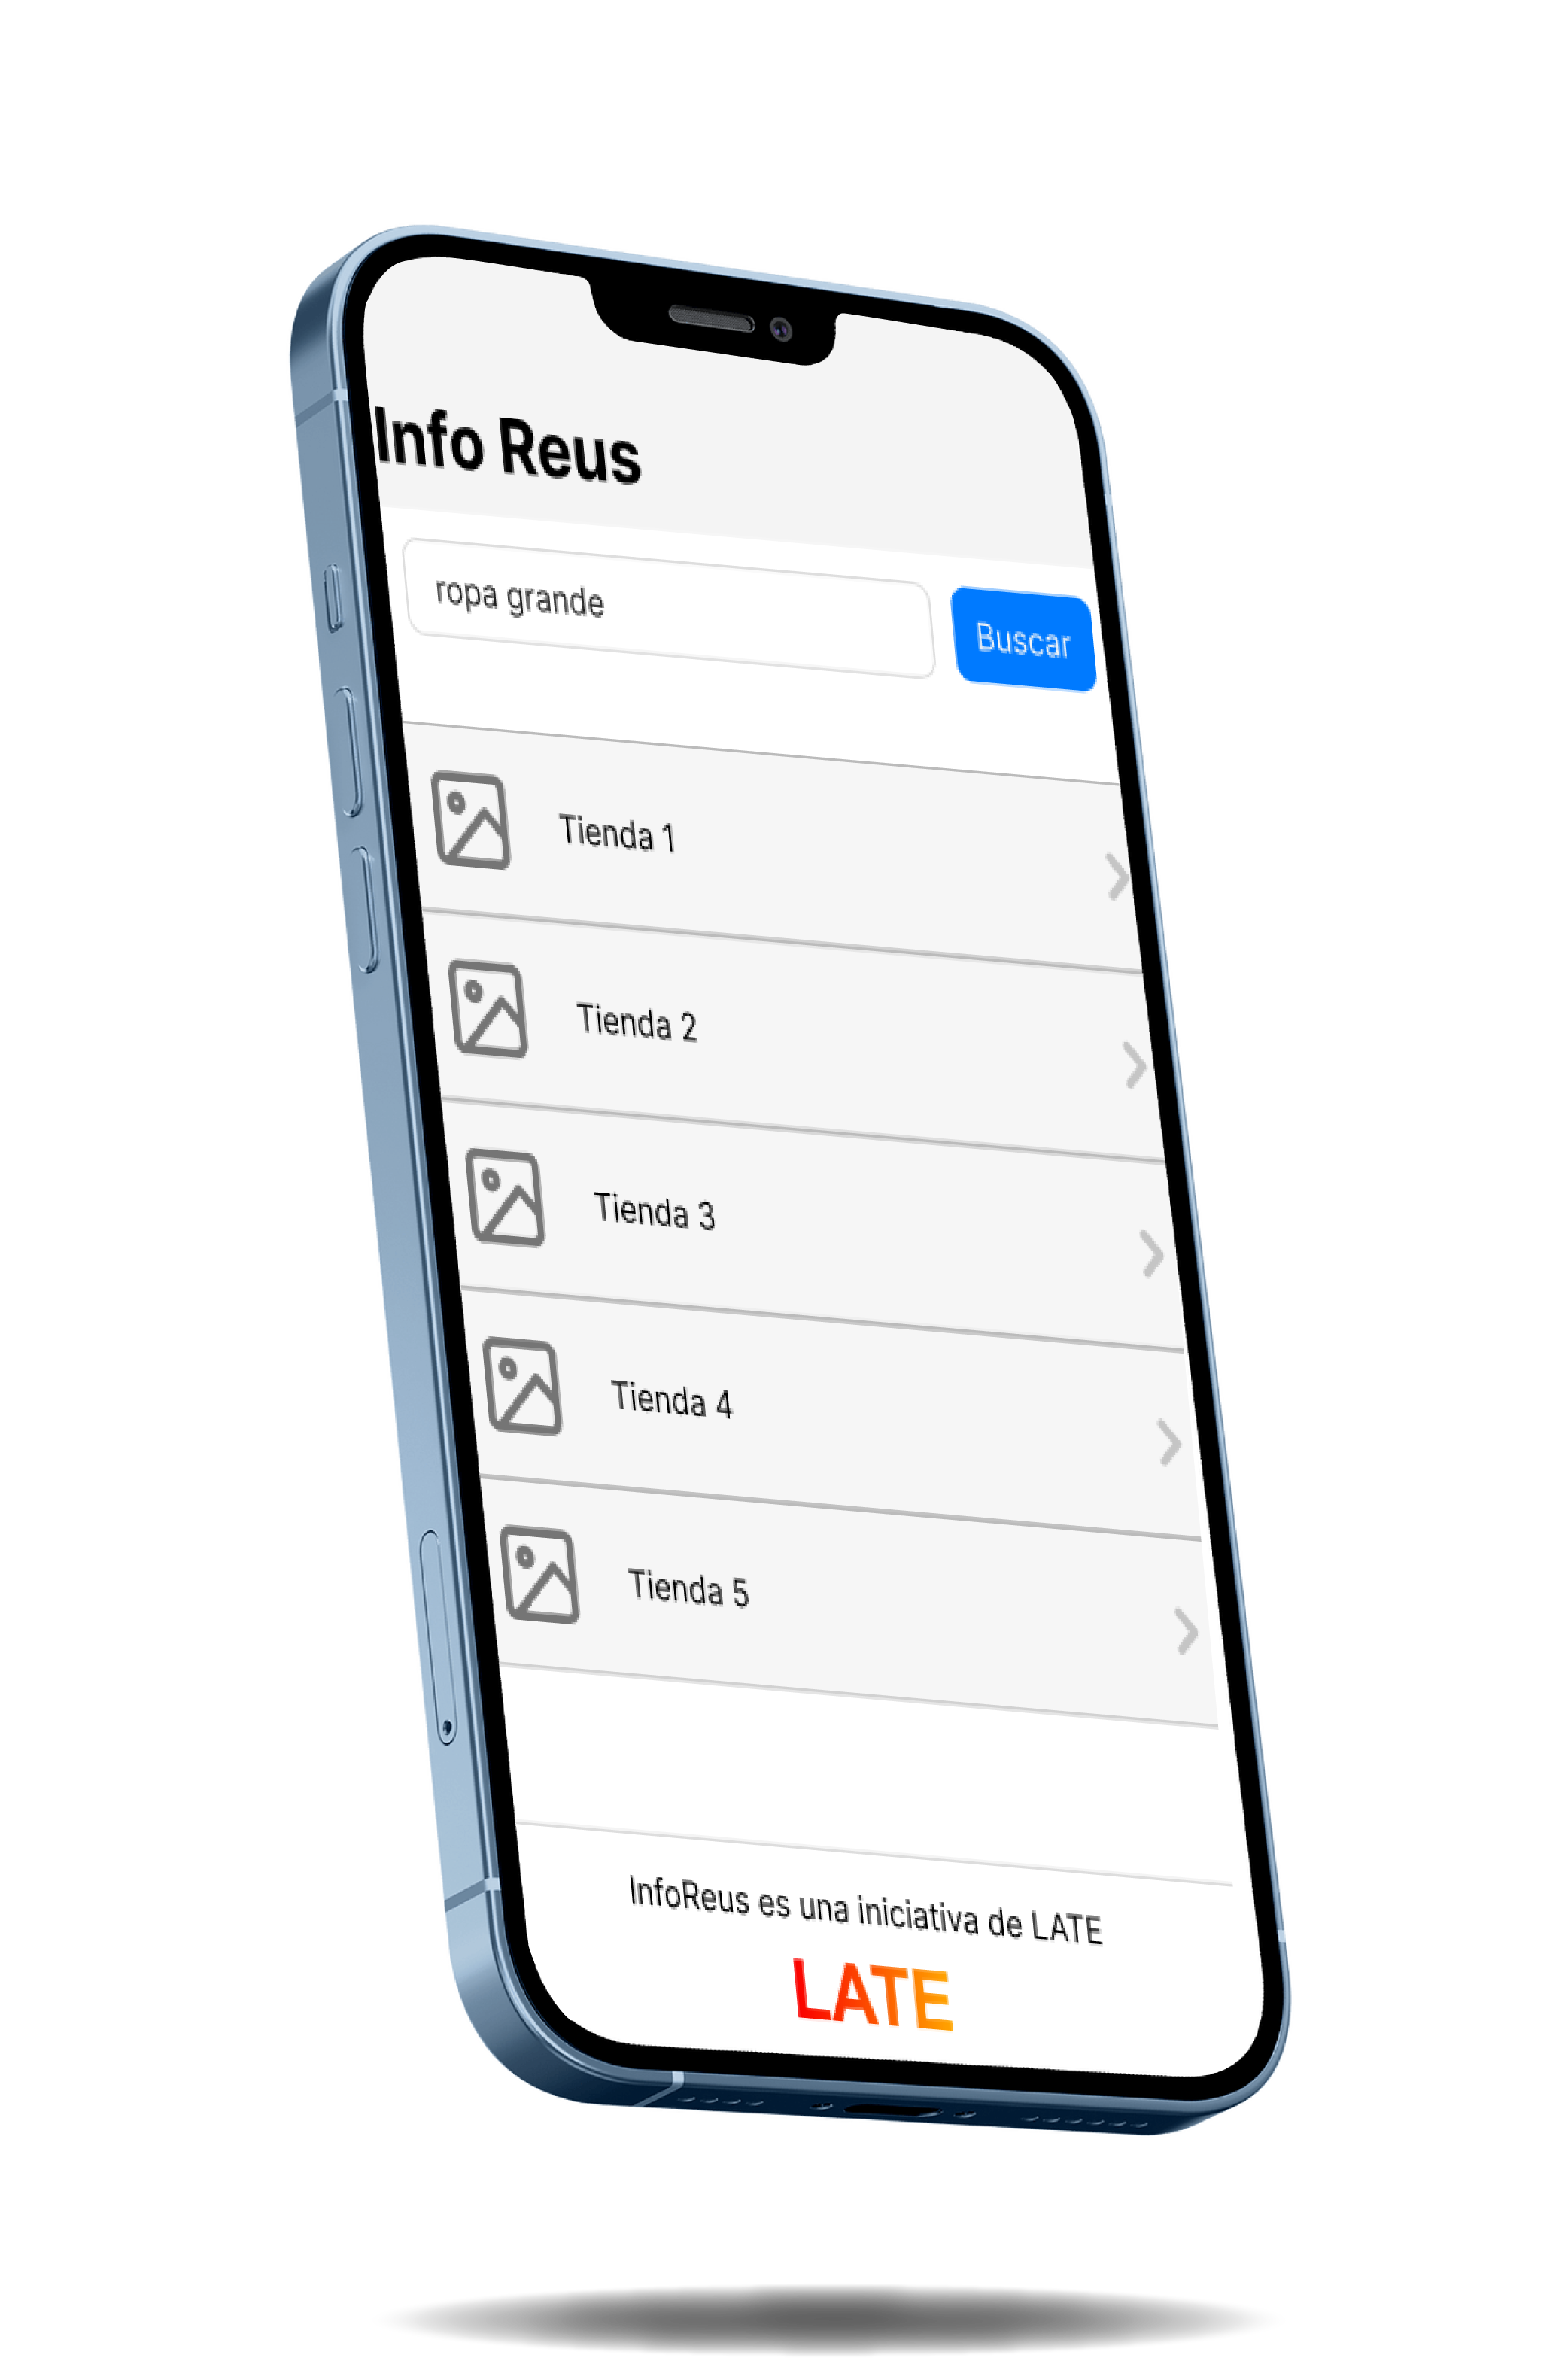 Info Reus
ropa grande
Buscar
Tienda 1
Tienda 2
Tienda 3
Tienda 4
Tienda 5
InfoReus es una iniciativa de LATE
LATE